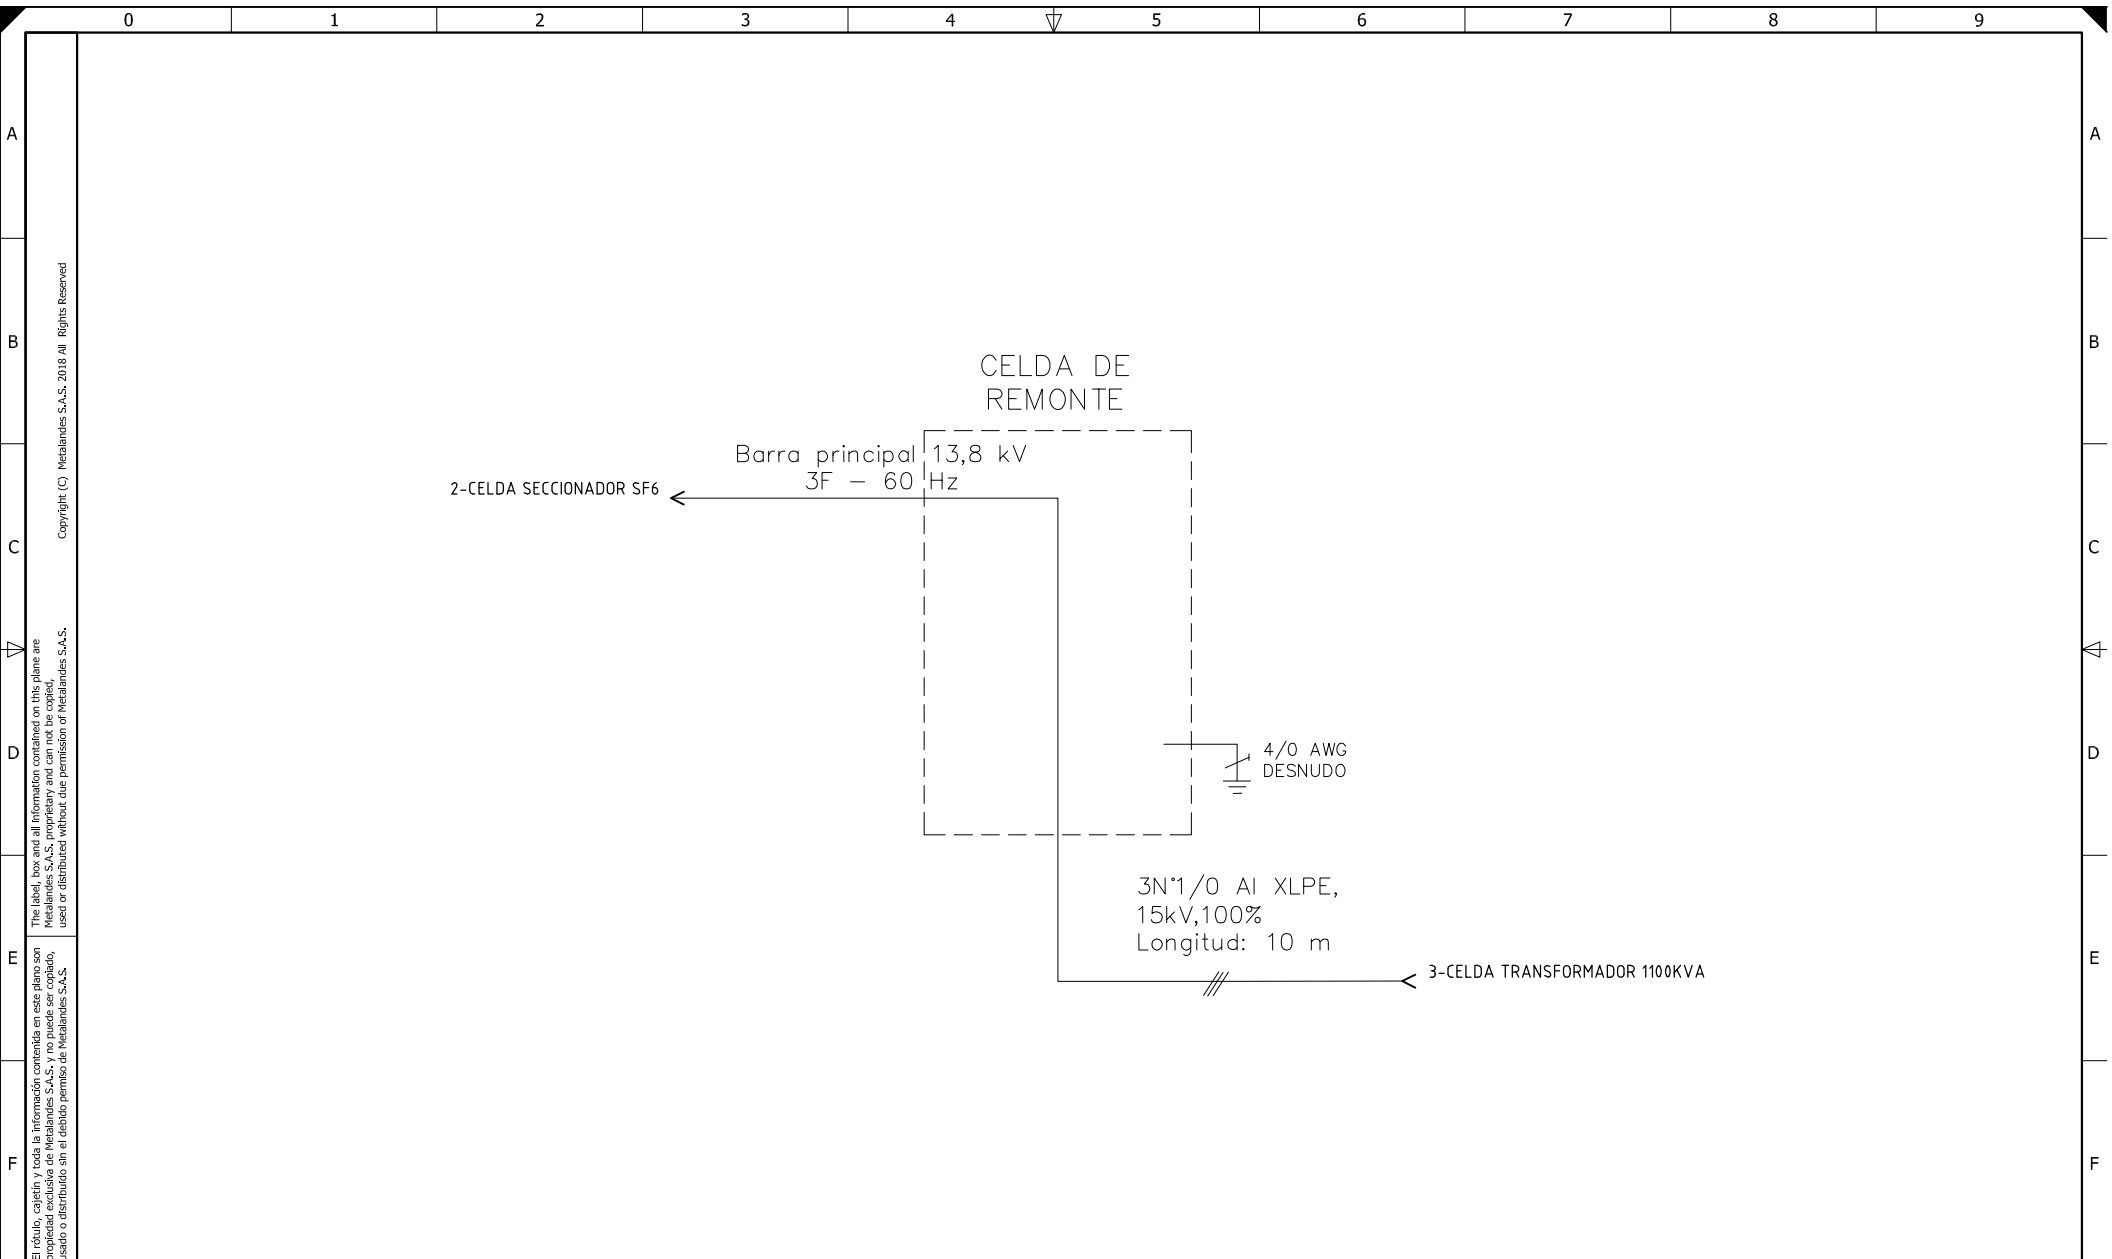 0 1 2 3 4 5 6 7 8 9
A A
B B
C C
D D
E E
F F
Copyright (C) Metalandes S.A.S. 2018 All Rights Reserved
The label, box and all information contained on this plane are
Metalandes S.A.S. proprietary and can not be copied,
used or distributed without due permission of Metalandes S.A.S.
El rótulo, cajetín y toda la información contenida en este plano son
propiedad exclusiva de Metalandes S.A.S. y no puede ser copiado,
usado o distribuido sin el debido permiso de Metalandes S.A.S.
CELDA DE
REMONTE
Barra principal 13,8 kV
3F – 60 Hz
2-CELDA SECCIONADOR SF6
4/0 AWG
DESNUDO
3N°1/0 Al XLPE,
15kV,100%
Longitud: 10 m
3-CELDA TRANSFORMADOR 1100KVA